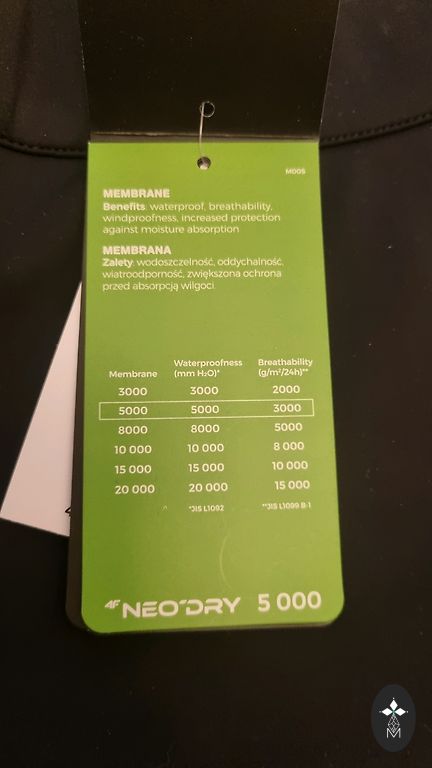 MD05
MEMBRANE
Benefits: waterproof, breathability,
windproofness, increased protection
against moisture absorption
MEMBRANA
Zalety: wodoszczelność, oddychalność,
wiatroodporność, zwiększona ochrona
przed absorpcją wilgoci.
Membrane Waterproofness (mm H₂O)* Breathability (g/m²/24h)**
3000 3000 2000
5000 5000 3000
8000 8000 5000
10 000 10 000 8 000
15 000 15 000 10 000
20 000 20 000 15 000
*JIS L1092 **JIS L1099 B-1
4F NEO'DRY 5 000
M